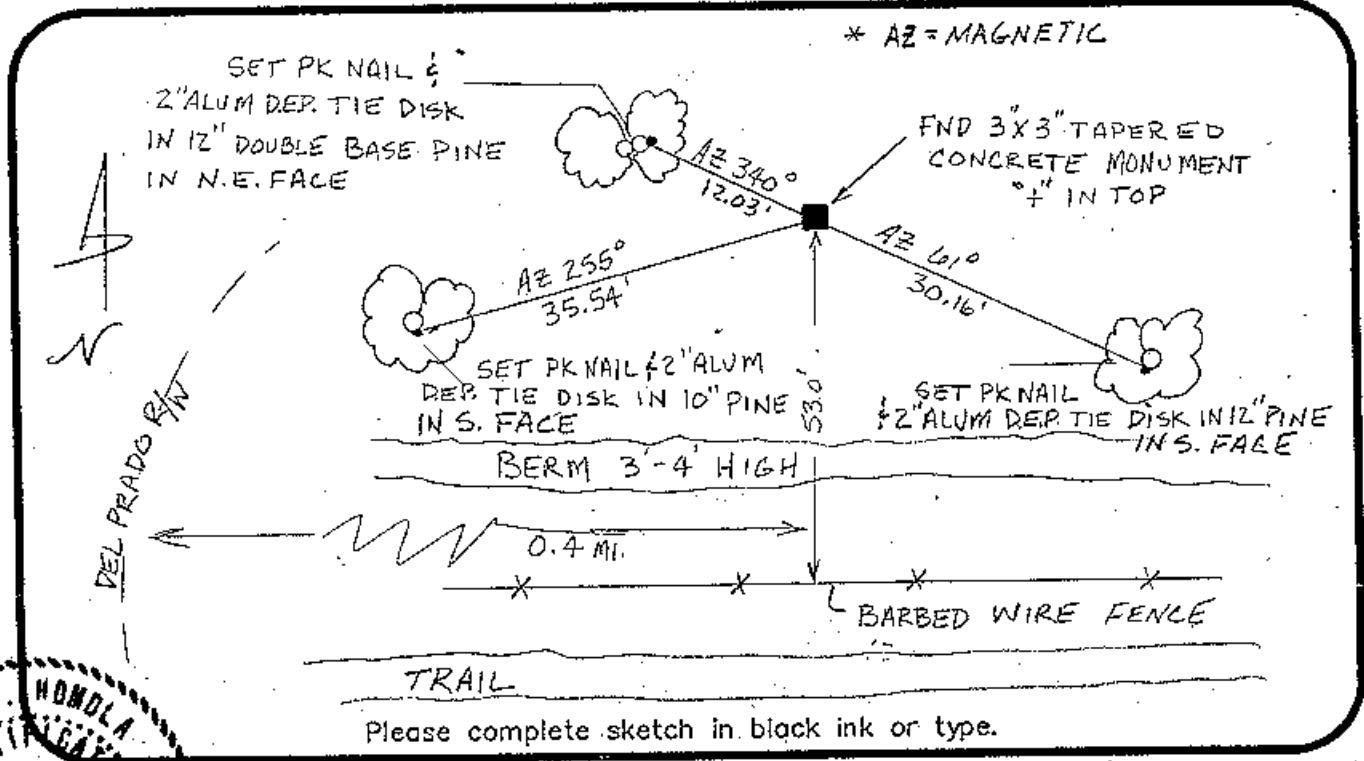 * AZ = MAGNETIC
SET PK NAIL &
2" ALUM D.E.P. TIE DISK
IN 12" DOUBLE BASE PINE
IN N.E. FACE
FND 3"X3" TAPERED
CONCRETE MONUMENT
"+" IN TOP
AZ 340°
12.03'
AZ 255°
35.54'
AZ 61°
30.16'
N
SET PK NAIL & 2" ALUM
DEP. TIE DISK IN 10" PINE
IN S. FACE
53.0'
SET PK NAIL
& 2" ALUM D.E.P. TIE DISK IN 12" PINE
IN S. FACE
BERM 3'-4' HIGH
DEL PRADO R/W
0.4 MI.
BARBED WIRE FENCE
TRAIL
HOMOLA
Please complete sketch in black ink or type.